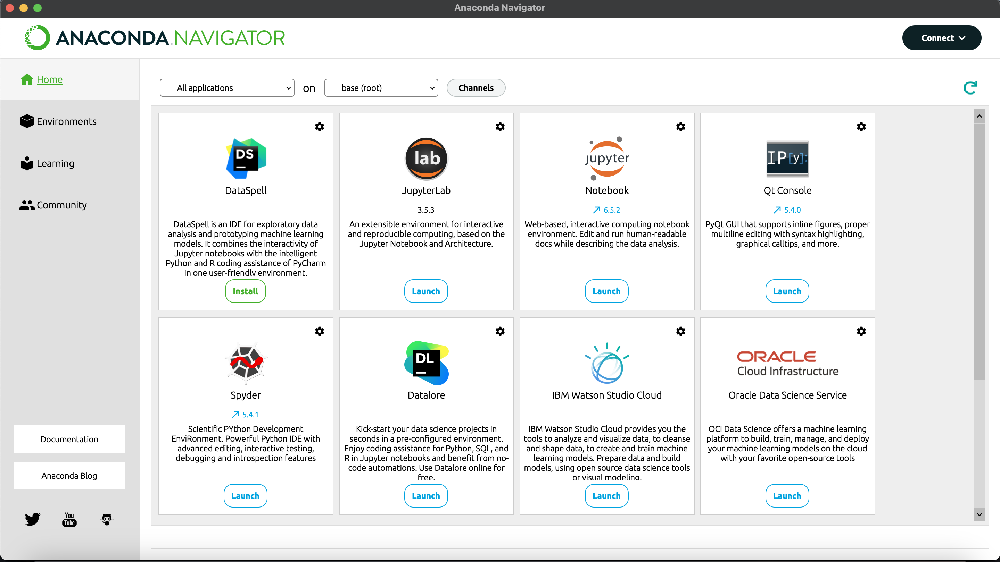 Anaconda Navigator
ANACONDA.NAVIGATOR
Connect
Home
Environments
Learning
Community
Documentation
Anaconda Blog
You
Tube
All applications
on
base (root)
Channels
DS
DataSpell
DataSpell is an IDE for exploratory data
analysis and prototyping machine learning
models. It combines the interactivity of
Jupyter notebooks with the intelligent
Python and R coding assistance of PyCharm
in one user-friendly environment.
Install
lab
JupyterLab
3.5.3
An extensible environment for interactive
and reproducible computing, based on the
Jupyter Notebook and Architecture.
Launch
jupyter
Notebook
6.5.2
Web-based, interactive computing notebook
environment. Edit and run human-readable
docs while describing the data analysis.
Launch
IP[y]:
Qt Console
5.4.0
PyQt GUI that supports inline figures, proper
multiline editing with syntax highlighting,
graphical calltips, and more.
Launch
Spyder
5.4.1
Scientific PYthon Development
EnviRonment. Powerful Python IDE with
advanced editing, interactive testing,
debugging and introspection features
Launch
DL
Datalore
Kick-start your data science projects in
seconds in a pre-configured environment.
Enjoy coding assistance for Python, SQL, and
R in Jupyter notebooks and benefit from no-
code automations. Use Datalore online for
free.
Launch
IBM Watson Studio Cloud
IBM Watson Studio Cloud provides you the
tools to analyze and visualize data, to cleanse
and shape data, to create and train machine
learning models. Prepare data and build
models, using open source data science tools
or visual modeling.
Launch
ORACLE
Cloud Infrastructure
Oracle Data Science Service
OCI Data Science offers a machine learning
platform to build, train, manage, and deploy
your machine learning models on the cloud
with your favorite open-source tools
Launch